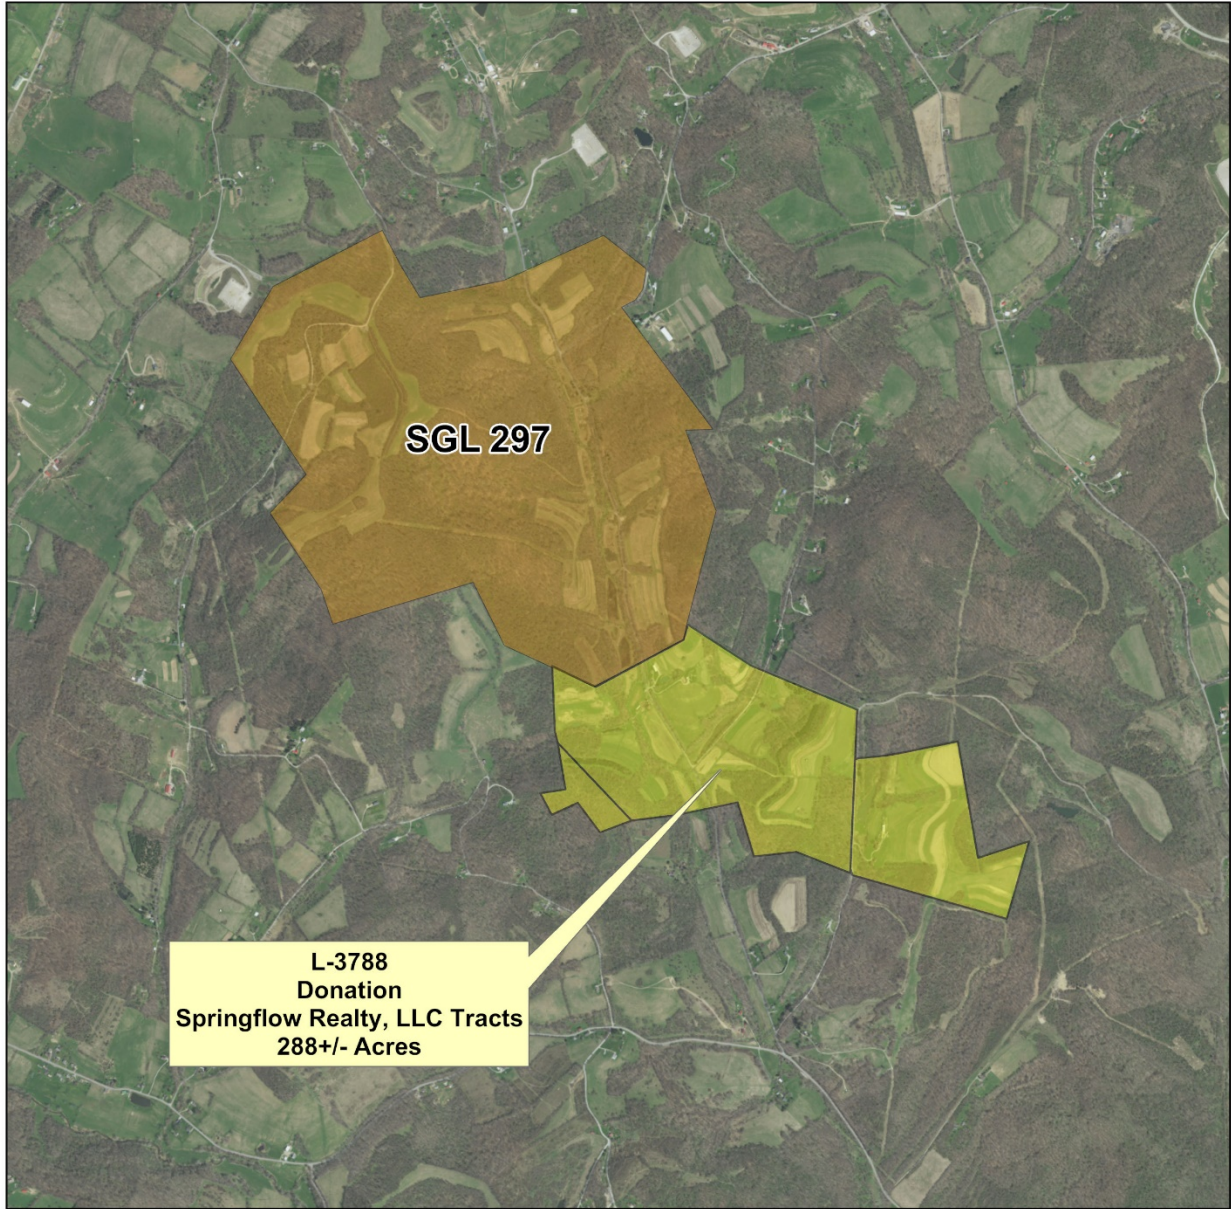 SGL 297
L-3788
Donation
Springflow Realty, LLC Tracts
288+/- Acres